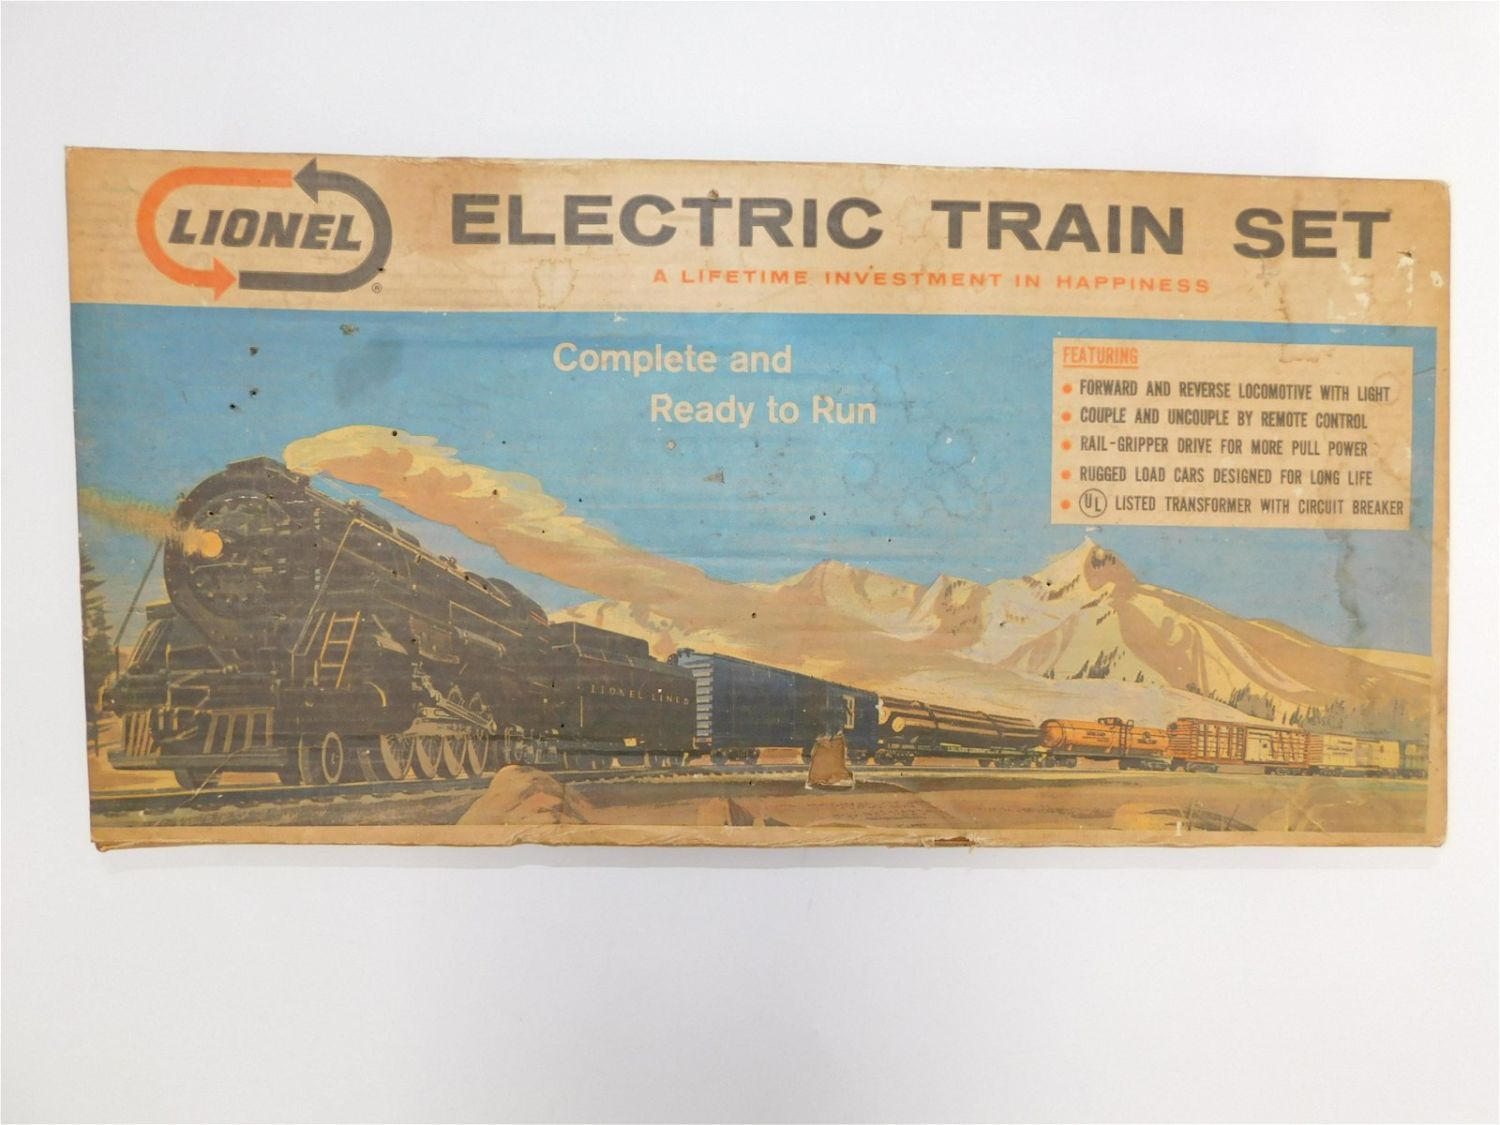 LIONEL
®
ELECTRIC TRAIN SET
A LIFETIME INVESTMENT IN HAPPINESS
Complete and
Ready to Run
FEATURING
• FORWARD AND REVERSE LOCOMOTIVE WITH LIGHT
• COUPLE AND UNCOUPLE BY REMOTE CONTROL
• RAIL-GRIPPER DRIVE FOR MORE PULL POWER
• RUGGED LOAD CARS DESIGNED FOR LONG LIFE
• UL LISTED TRANSFORMER WITH CIRCUIT BREAKER
LIONEL LINES